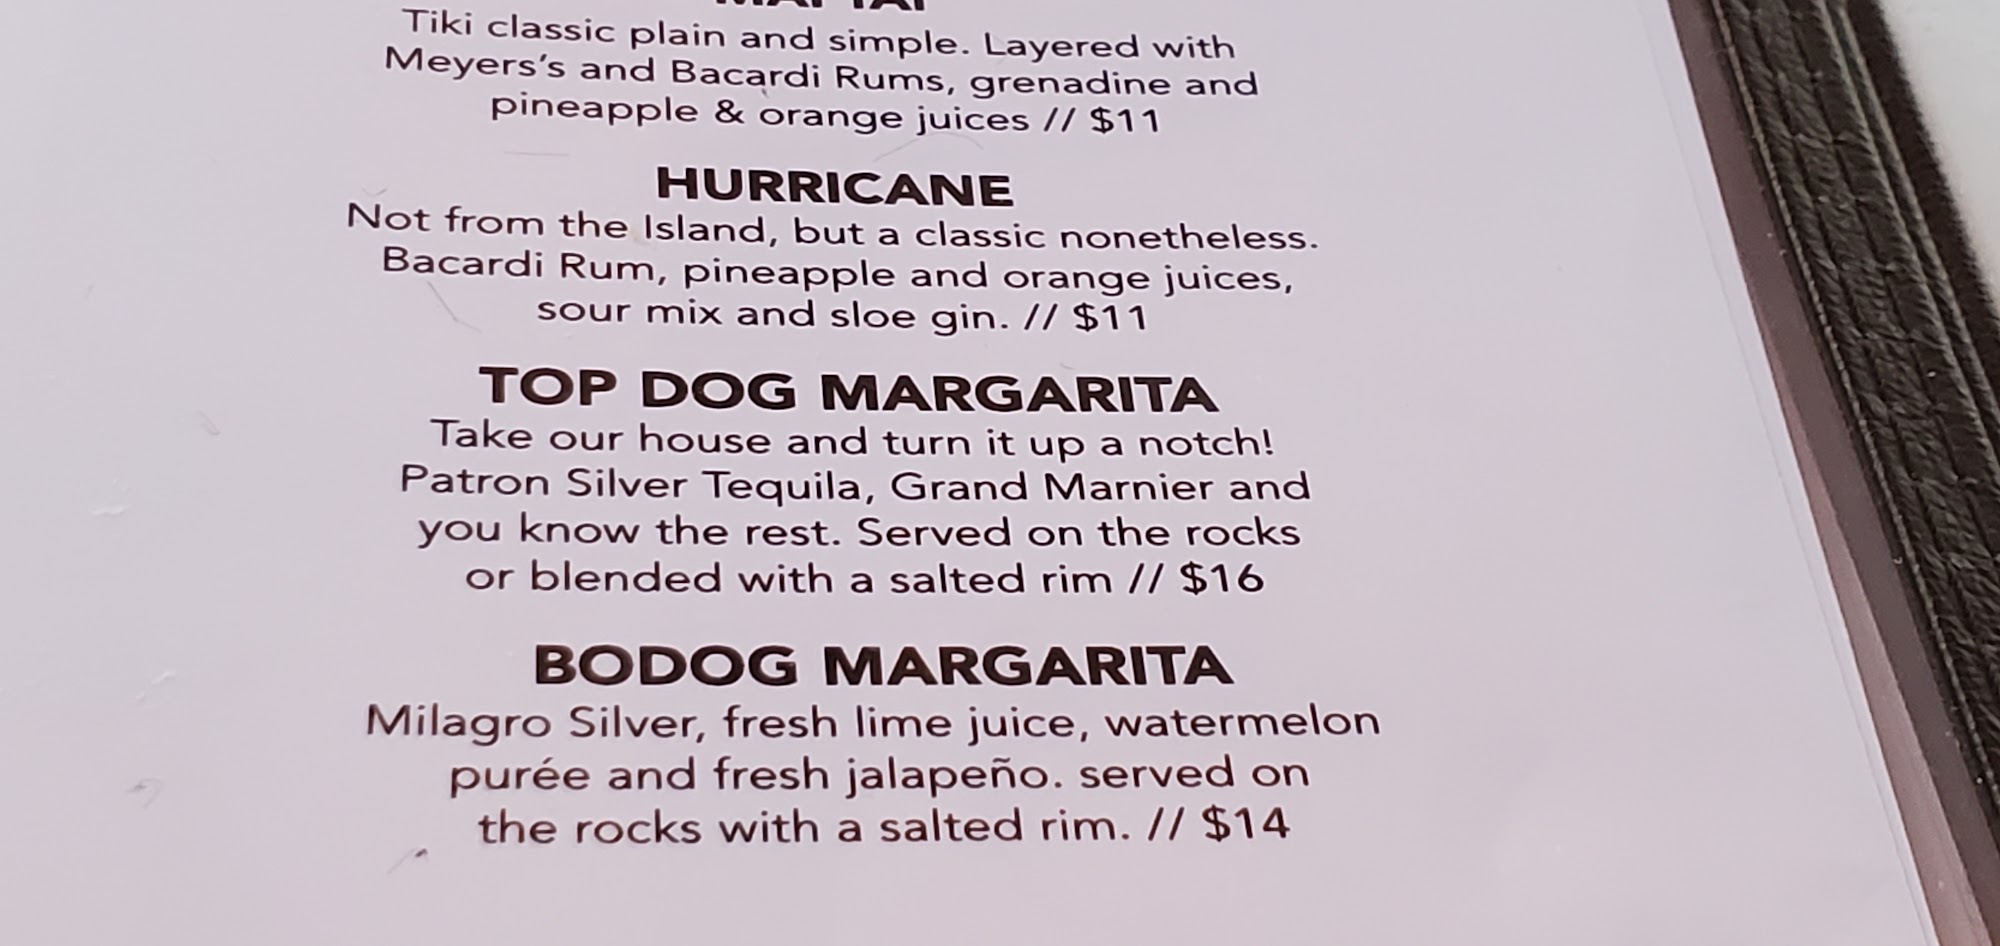 MAI TAI
Tiki classic plain and simple. Layered with
Meyers's and Bacardi Rums, grenadine and
pineapple & orange juices // $11
HURRICANE
Not from the Island, but a classic nonetheless.
Bacardi Rum, pineapple and orange juices,
sour mix and sloe gin. // $11
TOP DOG MARGARITA
Take our house and turn it up a notch!
Patron Silver Tequila, Grand Marnier and
you know the rest. Served on the rocks
or blended with a salted rim // $16
BODOG MARGARITA
Milagro Silver, fresh lime juice, watermelon
purée and fresh jalapeño. served on
the rocks with a salted rim. // $14